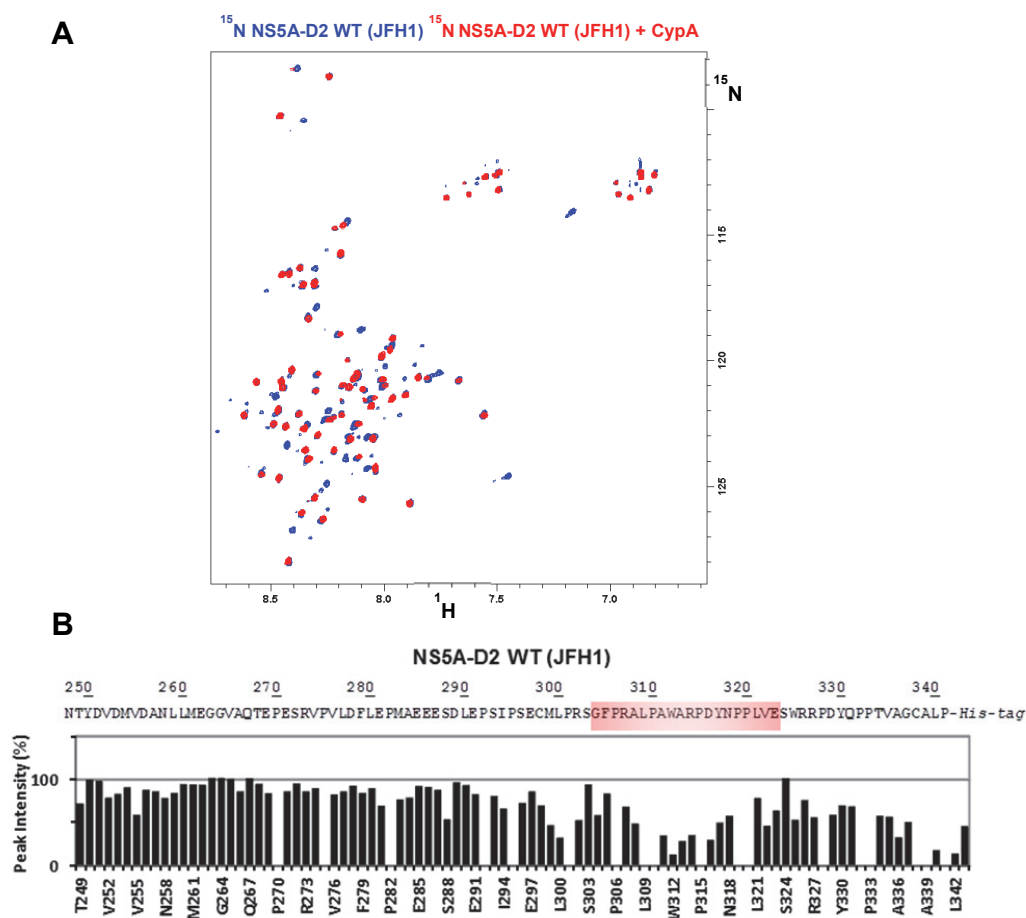 A
15N NS5A-D2 WT (JFH1) 15N NS5A-D2 WT (JFH1) + CypA
15N
115
120
125
8.5 8.0 7.5 7.0
1H
B
NS5A-D2 WT (JFH1)
250 260 270 280 290 300 310 320 330 340
NTYDVDMVDANLLMEGGVAQTEPESRVPVLDFLEPMAEEESDLEPSIPSECMLPRSGFPRALPAWARPDYNPPLVESWRRPDYQPPTVAGCALP-His-tag
Peak Intensity (%)
100
0
T249 V252 V255 N258 M261 G264 Q267 P270 R273 V276 F279 P282 E285 S288 E291 I294 E297 L300 S303 P306 L309 W312 P315 N318 L321 S324 R327 Y330 P333 A336 A339 L342